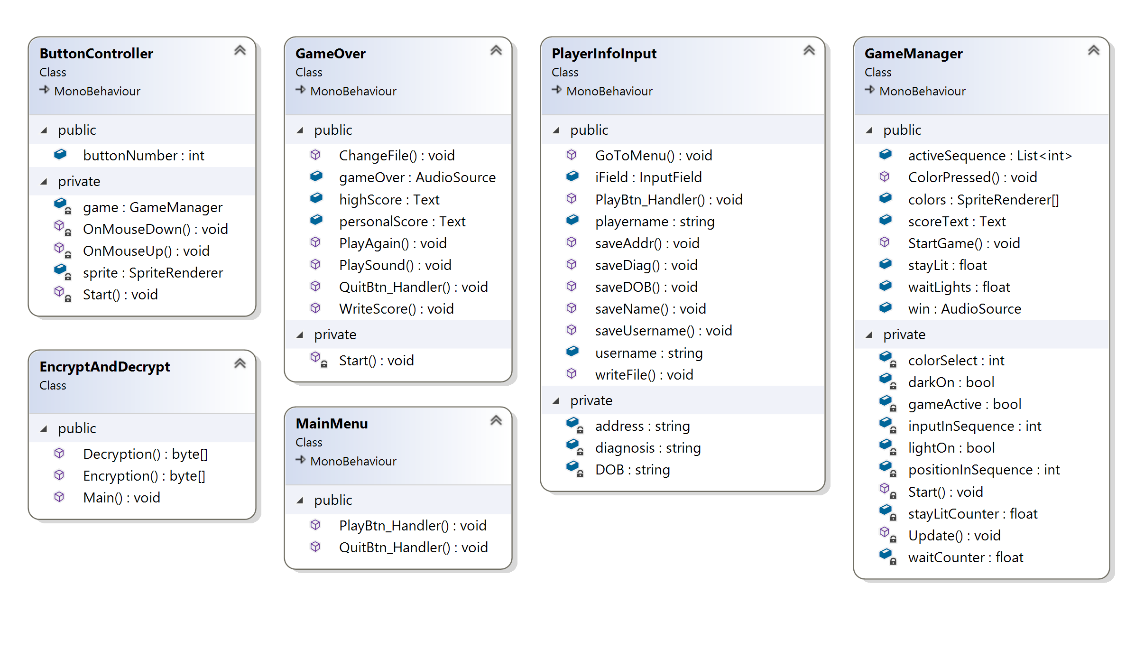 ButtonController
Class
MonoBehaviour
public
buttonNumber : int
private
game : GameManager
OnMouseDown() : void
OnMouseUp() : void
sprite : SpriteRenderer
Start() : void
EncryptAndDecrypt
Class
public
Decryption() : byte[]
Encryption() : byte[]
Main() : void
GameOver
Class
MonoBehaviour
public
ChangeFile() : void
gameOver : AudioSource
highScore : Text
personalScore : Text
PlayAgain() : void
PlaySound() : void
QuitBtn_Handler() : void
WriteScore() : void
private
Start() : void
MainMenu
Class
MonoBehaviour
public
PlayBtn_Handler() : void
QuitBtn_Handler() : void
PlayerInfoInput
Class
MonoBehaviour
public
GoToMenu() : void
iField : InputField
PlayBtn_Handler() : void
playername : string
saveAddr() : void
saveDiag() : void
saveDOB() : void
saveName() : void
saveUsername() : void
username : string
writeFile() : void
private
address : string
diagnosis : string
DOB : string
GameManager
Class
MonoBehaviour
public
activeSequence : List<int>
ColorPressed() : void
colors : SpriteRenderer[]
scoreText : Text
StartGame() : void
stayLit : float
waitLights : float
win : AudioSource
private
colorSelect : int
darkOn : bool
gameActive : bool
inputInSequence : int
lightOn : bool
positionInSequence : int
Start() : void
stayLitCounter : float
Update() : void
waitCounter : float